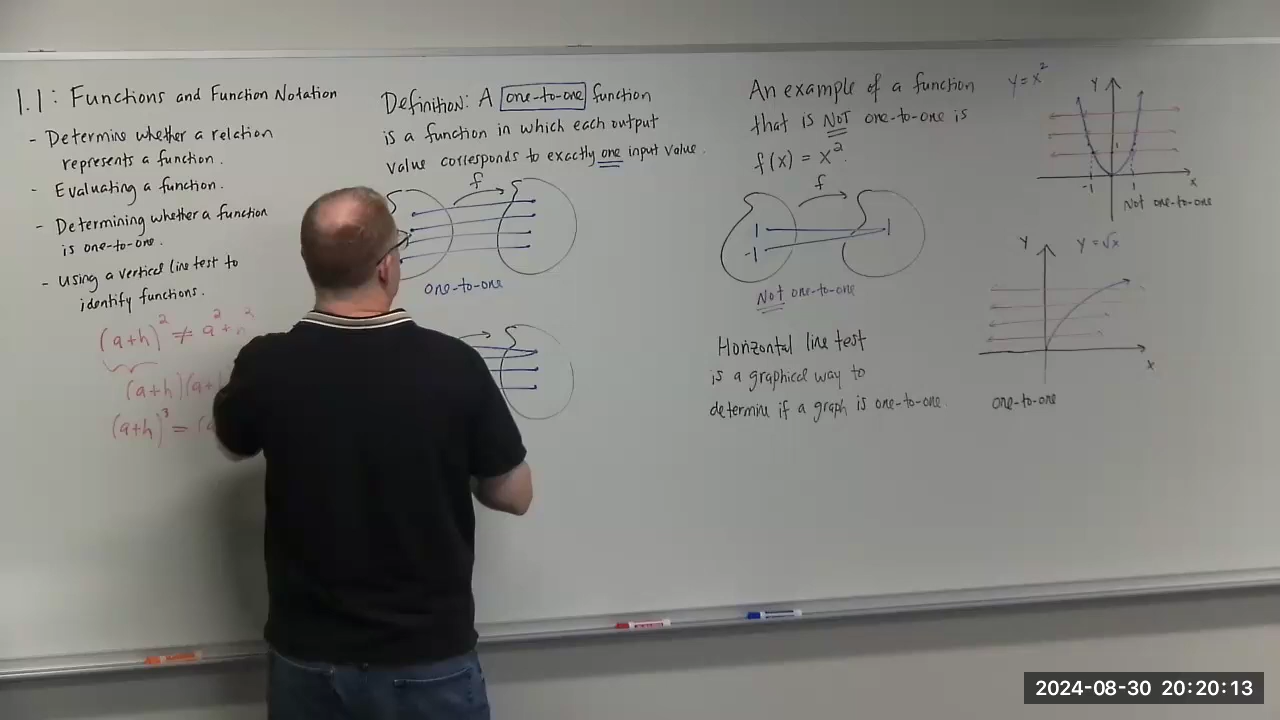 1.1: Functions and Function Notation
- Determine whether a relation
represents a function.
- Evaluating a function.
- Determining whether a function
is one-to-one.
- Using a vertical line test to
identify functions.
(a+h)² ≠ a² + h²
(a+h)(a+h
(a+h)³ = (a
Definition: A one-to-one function
is a function in which each output
value corresponds to exactly one input value.
f
one-to-one
An example of a function
that is NOT one-to-one is
f(x) = x².
f
1
-1
1
Not one-to-one
Horizontal line test
is a graphical way to
determine if a graph is one-to-one.
y = x²
Y
1
-1
1
x
Not one-to-one
Y
y = √x
x
one-to-one
2024-08-30 20:20:13